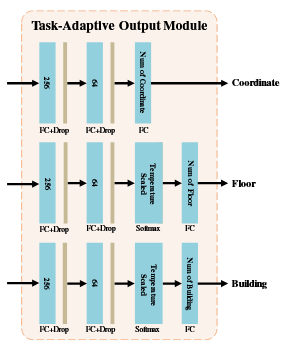 Task-Adaptive Output Module
256
64
Num of Coordinate
Coordinate
FC+Drop
FC+Drop
FC
256
64
Temperature
Scaled
Num of Floor
Floor
FC+Drop
FC+Drop
Softmax
FC
256
64
Temperature
Scaled
Num of Building
Building
FC+Drop
FC+Drop
Softmax
FC